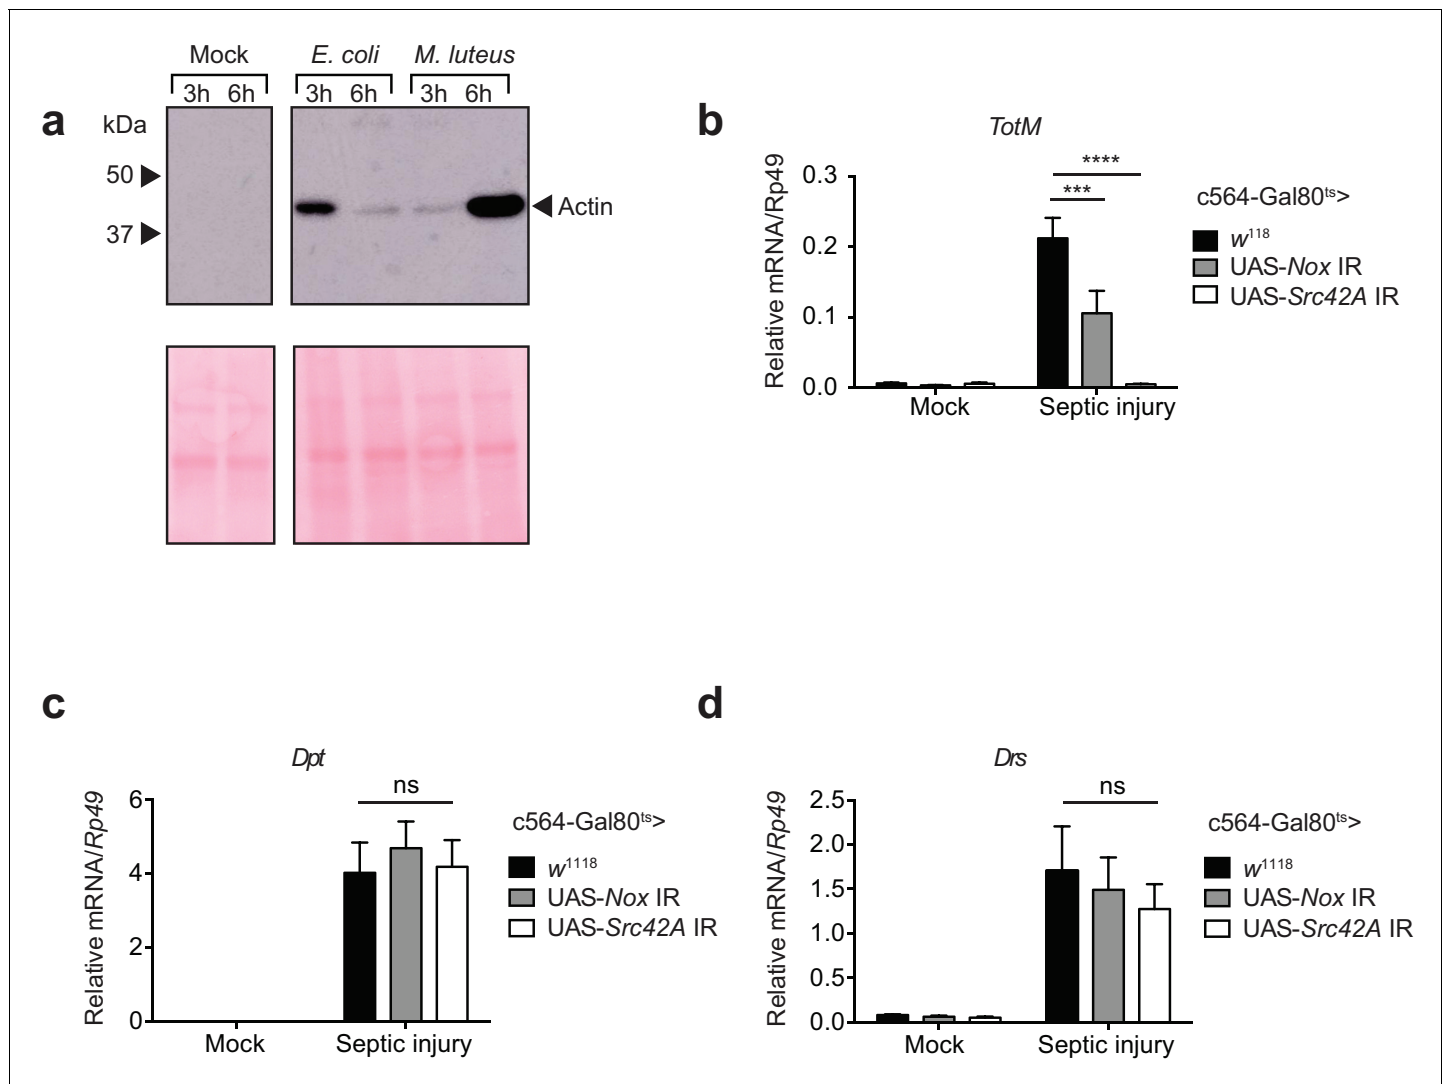 a
Mock E. coli M. luteus
3h 6h 3h 6h 3h 6h
kDa
50
37
Actin
b
TotM
Relative mRNA/Rp49
0.3
0.2
0.1
0.0
****
***
Mock Septic injury
c564-Gal80ts>
w118
UAS-Nox IR
UAS-Src42A IR
c
Dpt
Relative mRNA/Rp49
6
4
2
0
ns
Mock Septic injury
c564-Gal80ts>
w1118
UAS-Nox IR
UAS-Src42A IR
d
Drs
Relative mRNA/Rp49
2.5
2.0
1.5
1.0
0.5
0.0
ns
Mock Septic injury
c564-Gal80ts>
w1118
UAS-Nox IR
UAS-Src42A IR